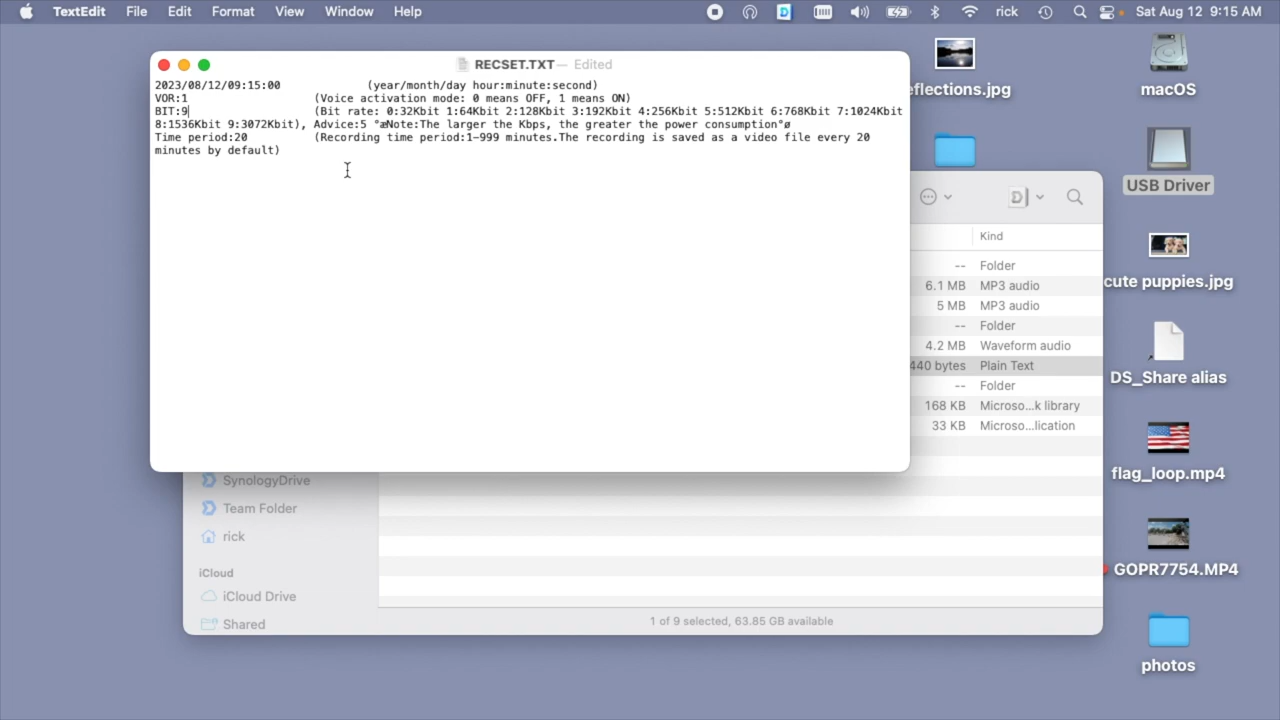 TextEdit File Edit Format View Window Help D rick Sat Aug 12 9:15 AM
RECSET.TXT — Edited
2023/08/12/09:15:00 (year/month/day hour:minute:second)
VOR:1 (Voice activation mode: 0 means OFF, 1 means ON)
BIT:9 (Bit rate: 0:32Kbit 1:64Kbit 2:128Kbit 3:192Kbit 4:256Kbit 5:512Kbit 6:768Kbit 7:1024Kbit
8:1536Kbit 9:3072Kbit), Advice:5 °æNote:The larger the Kbps, the greater the power consumption°ø
Time period:20 (Recording time period:1-999 minutes.The recording is saved as a video file every 20
minutes by default)
D
Kind
-- Folder
6.1 MB MP3 audio
5 MB MP3 audio
-- Folder
4.2 MB Waveform audio
440 bytes Plain Text
-- Folder
168 KB Microso...k library
33 KB Microso...lication
SynologyDrive
Team Folder
rick
iCloud
iCloud Drive
Shared
1 of 9 selected, 63.85 GB available
eflections.jpg
macOS
USB Driver
cute puppies.jpg
DS_Share alias
flag_loop.mp4
GOPR7754.MP4
photos